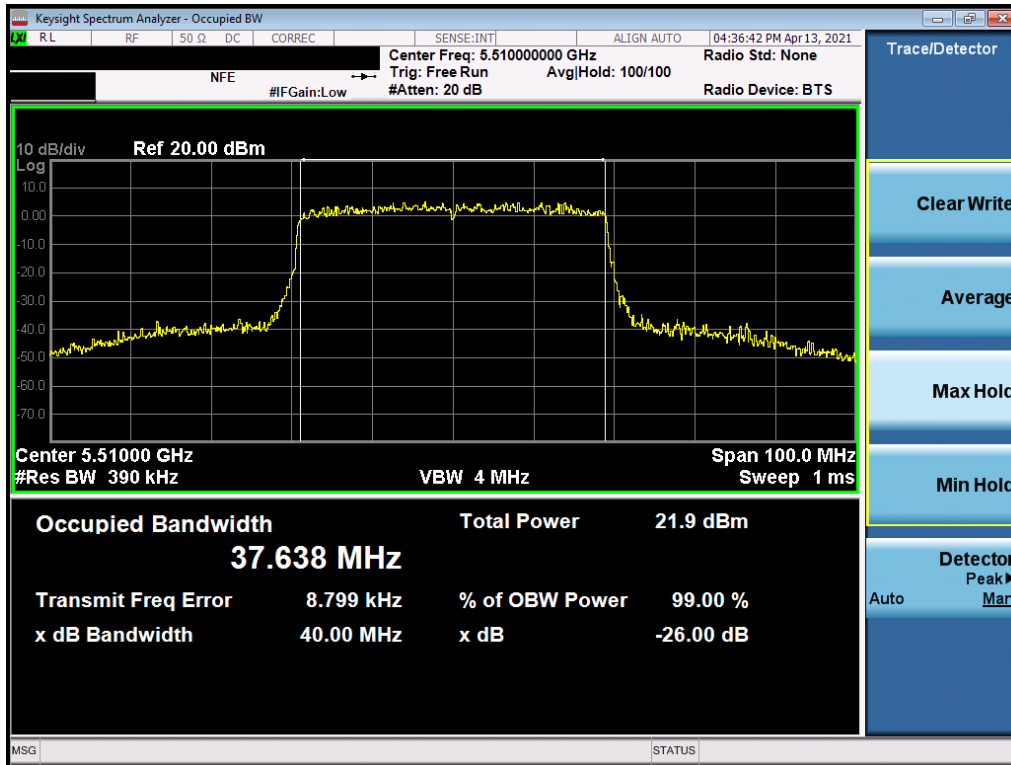 Keysight Spectrum Analyzer - Occupied BW
LXI RL RF 50 Ω DC CORREC SENSE:INT ALIGN AUTO 04:36:42 PM Apr 13, 2021
Center Freq: 5.510000000 GHz Radio Std: None
NFE Trig: Free Run Avg|Hold: 100/100
#IFGain:Low #Atten: 20 dB Radio Device: BTS
Trace/Detector
10 dB/div Ref 20.00 dBm
Log
10.0
0.00
-10.0
-20.0
-30.0
-40.0
-50.0
-60.0
-70.0
Center 5.51000 GHz Span 100.0 MHz
#Res BW 390 kHz VBW 4 MHz Sweep 1 ms
Occupied Bandwidth Total Power 21.9 dBm
37.638 MHz
Transmit Freq Error 8.799 kHz % of OBW Power 99.00 %
x dB Bandwidth 40.00 MHz x dB -26.00 dB
Clear Write
Average
Max Hold
Min Hold
Detector
Peak
Auto Man
MSG STATUS